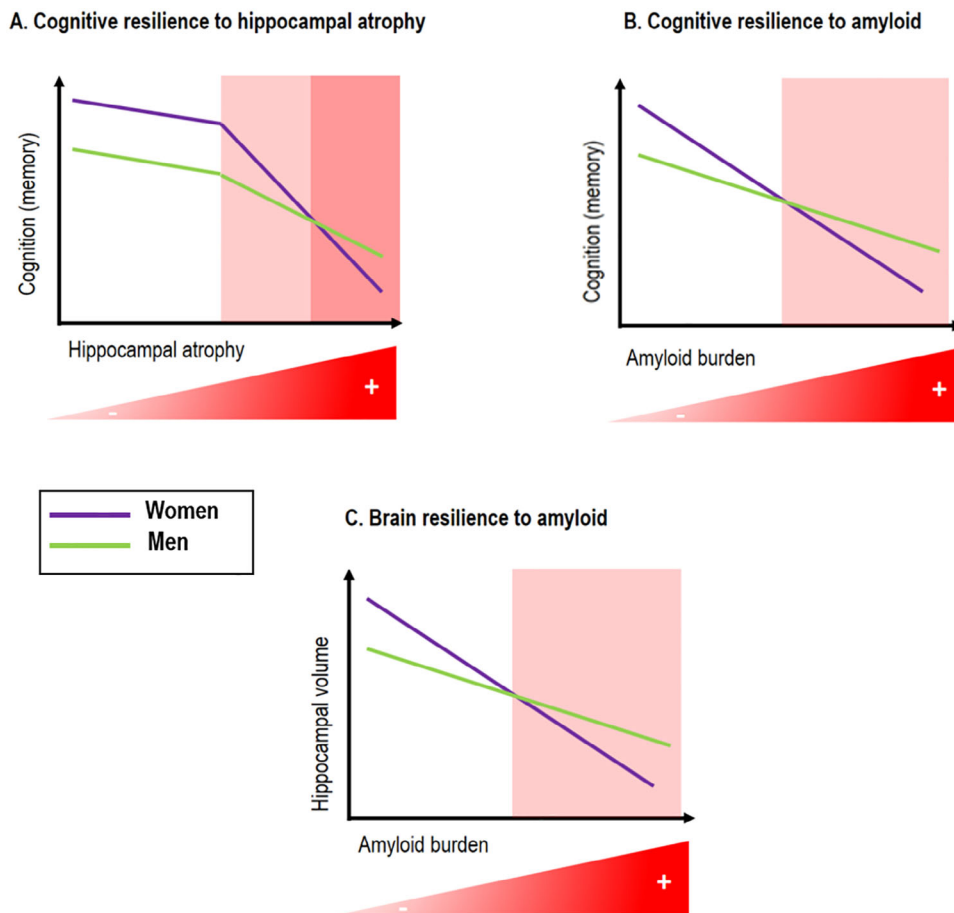 A. Cognitive resilience to hippocampal atrophy
Cognition (memory)
Hippocampal atrophy
-
+
B. Cognitive resilience to amyloid
Cognition (memory)
Amyloid burden
-
+
Women
Men
C. Brain resilience to amyloid
Hippocampal volume
Amyloid burden
-
+